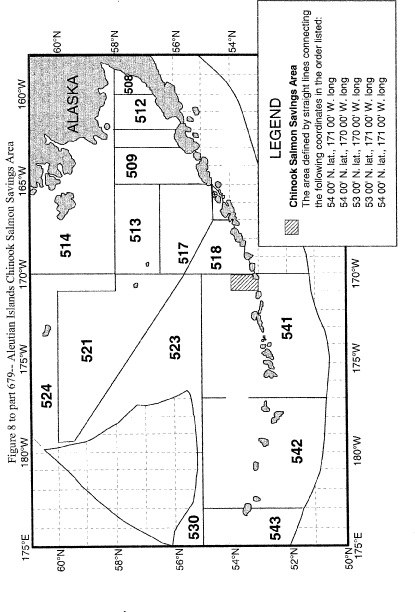 Figure 8 to part 679-- Aleutian Islands Chinook Salmon Savings Area
175°E
180°W
175°W
170°W
165°W
160°W
60°N
58°N
56°N
54°N
52°N
50°N
60°N
58°N
56°N
54°N
ALASKA
524
514
521
508
512
509
513
517
523
518
530
541
542
543
LEGEND
Chinook Salmon Savings Area
The area defined by straight lines connecting
the following coordinates in the order listed:
54 00' N. lat., 171 00' W. long
54 00' N. lat., 170 00' W. long
53 00' N. lat., 170 00' W. long
53 00' N. lat., 171 00' W. long
54 00' N. lat., 171 00' W. long